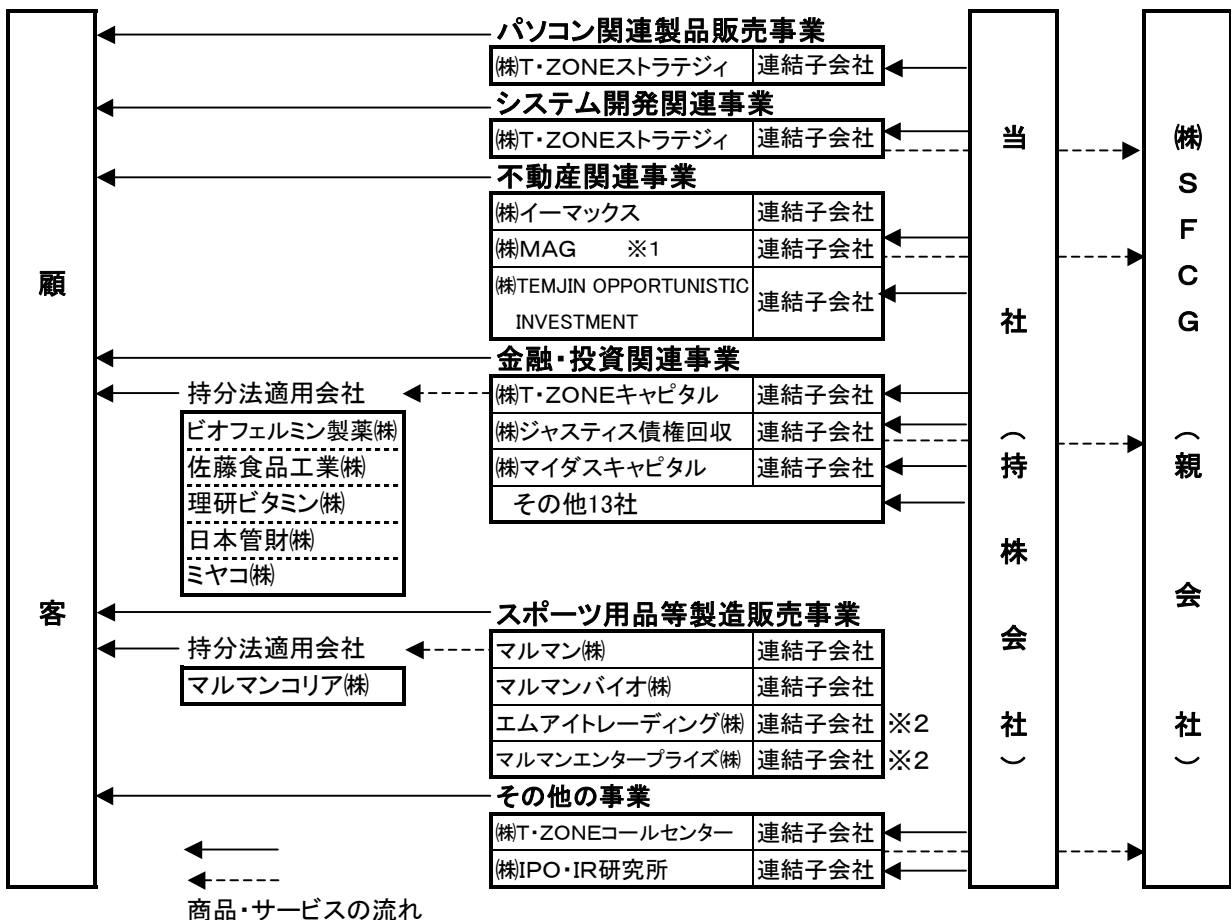 顧客
パソコン関連製品販売事業
㈱T・ZONEストラテジィ 連結子会社
システム開発関連事業
㈱T・ZONEストラテジィ 連結子会社
不動産関連事業
㈱イーマックス 連結子会社
㈱MAG ※1 連結子会社
㈱TEMJIN OPPORTUNISTIC
INVESTMENT 連結子会社
金融・投資関連事業
㈱T・ZONEキャピタル 連結子会社
㈱ジャスティス債権回収 連結子会社
㈱マイダスキャピタル 連結子会社
その他13社
持分法適用会社
ビオフェルミン製薬㈱
佐藤食品工業㈱
理研ビタミン㈱
日本管財㈱
ミヤコ㈱
スポーツ用品等製造販売事業
マルマン㈱ 連結子会社
マルマンバイオ㈱ 連結子会社
エムアイトレーディング㈱ 連結子会社 ※2
マルマンエンタープライズ㈱ 連結子会社 ※2
持分法適用会社
マルマンコリア㈱
その他の事業
㈱T・ZONEコールセンター 連結子会社
㈱IPO・IR研究所 連結子会社
当社(持株会社)
㈱SFCG(親会社)
商品・サービスの流れ